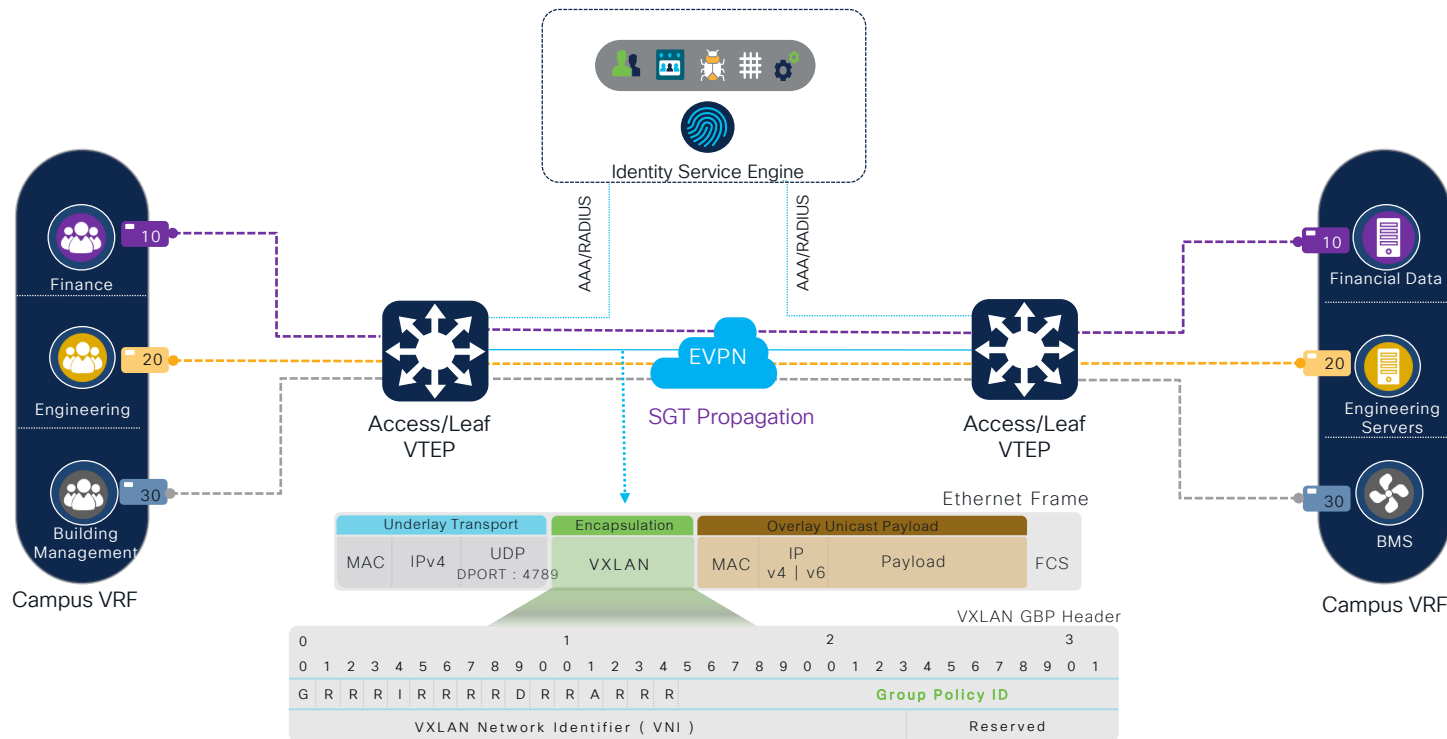 Identity Service Engine
AAA/RADIUS
AAA/RADIUS
10
Finance
20
Engineering
30
Building
Management
Campus VRF
Access/Leaf
VTEP
EVPN
SGT Propagation
Access/Leaf
VTEP
10
Financial Data
20
Engineering
Servers
30
BMS
Campus VRF
Ethernet Frame
Underlay Transport
Encapsulation
Overlay Unicast Payload
MAC
IPv4
UDP
DPORT : 4789
VXLAN
MAC
IP
v4 | v6
Payload
FCS
VXLAN GBP Header
0 1 2 3
0 1 2 3 4 5 6 7 8 9 0 0 1 2 3 4 5 6 7 8 9 0 0 1 2 3 4 5 6 7 8 9 0 1
G R R R I R R R R D R R A R R R Group Policy ID
VXLAN Network Identifier ( VNI ) Reserved